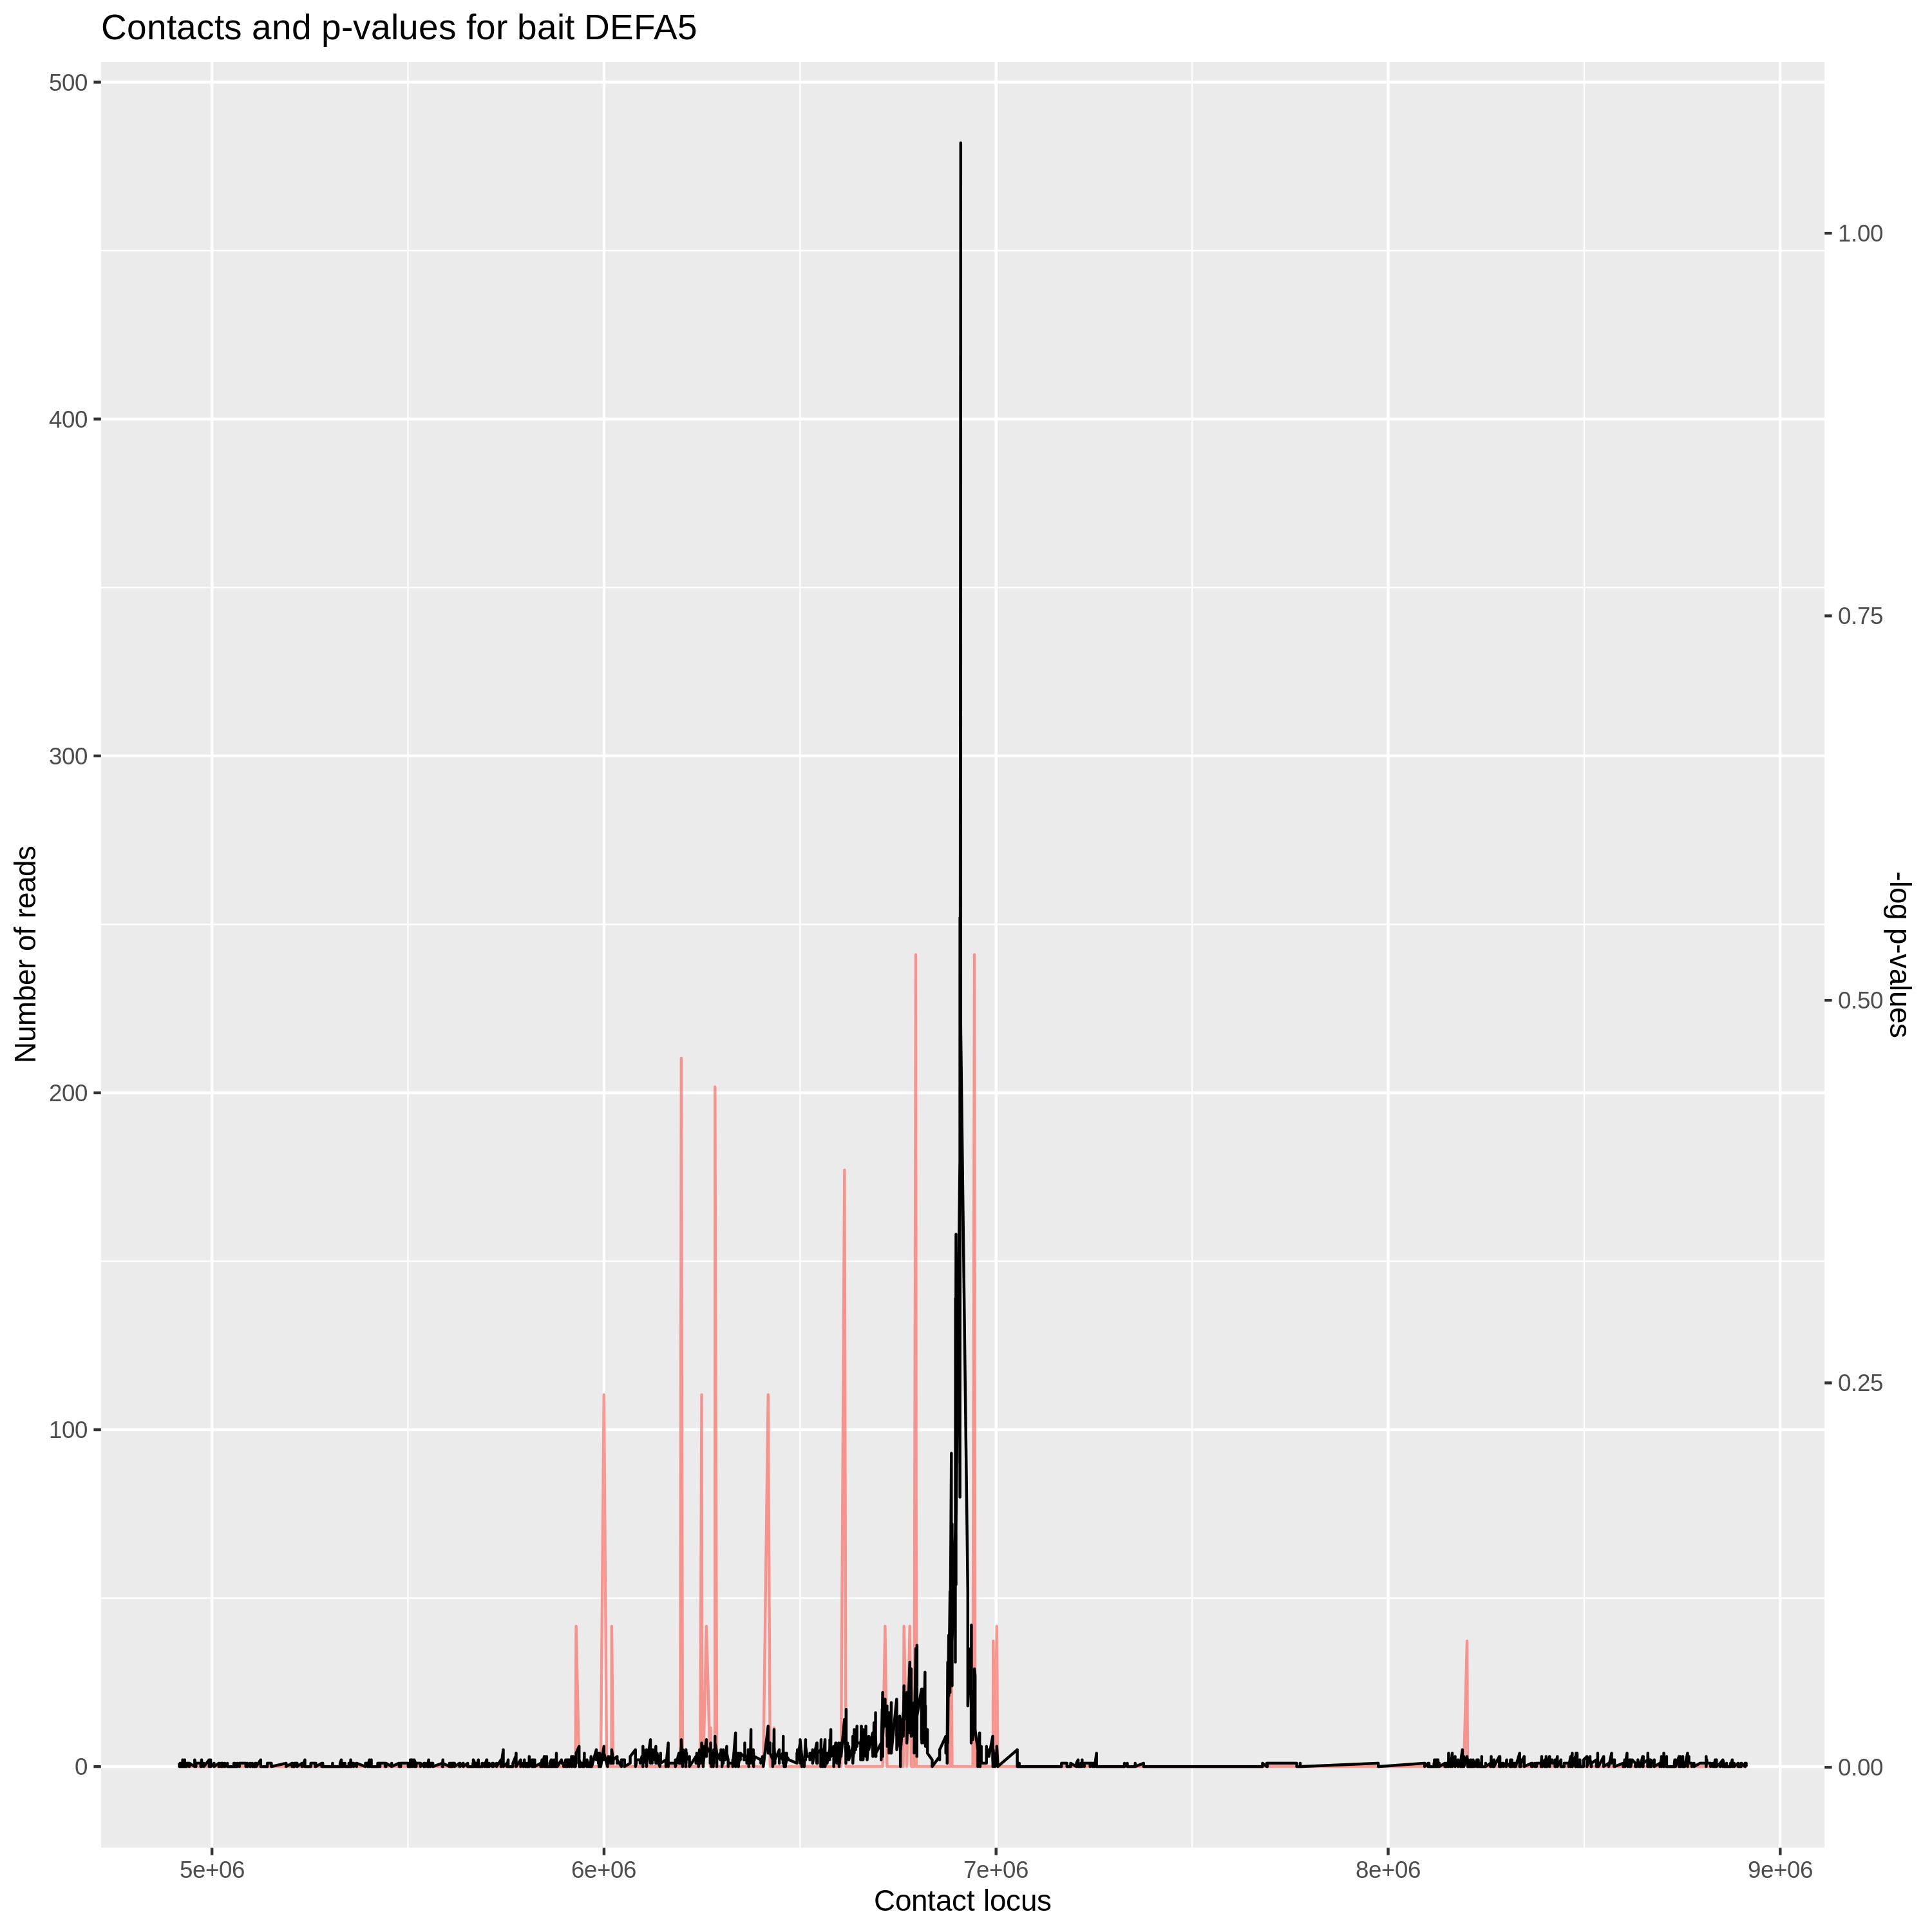 Contacts and p-values for bait DEFA5
500
400
300
200
100
0
Number of reads
1.00
0.75
0.50
0.25
0.00
-log p-values
5e+06
6e+06
7e+06
8e+06
9e+06
Contact locus